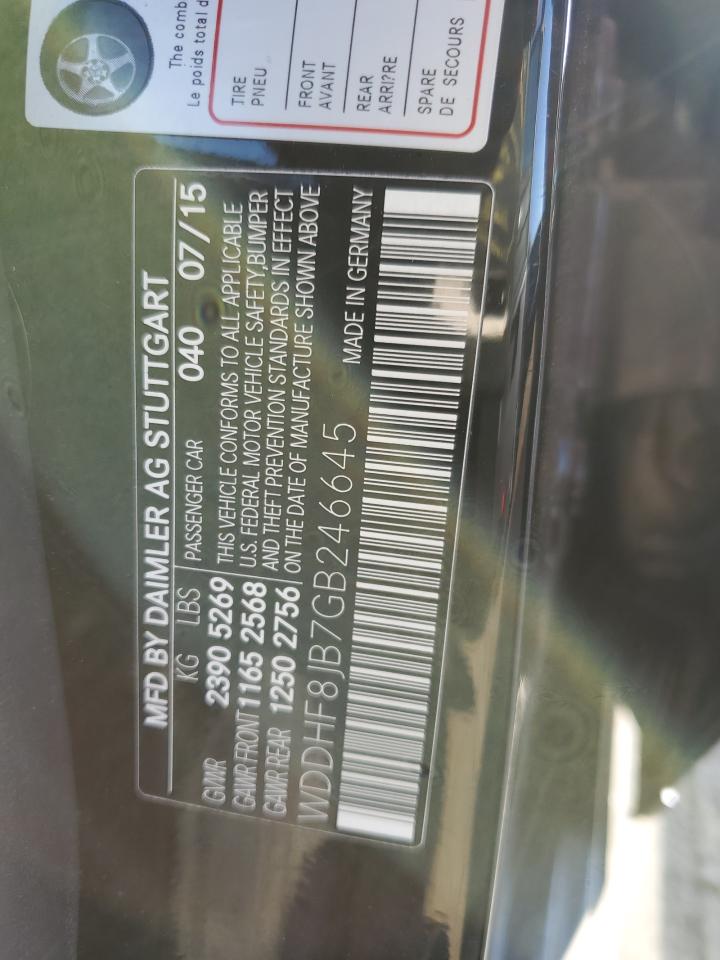 The comb
Le poids total d
TIRE
PNEU
FRONT
AVANT
REAR
ARRI?RE
SPARE
DE SECOURS
MFD BY DAIMLER AG STUTTGART
KG LBS PASSENGER CAR 040 07/15
GWR 2390 5269 THIS VEHICLE CONFORMS TO ALL APPLICABLE
GAWR FRONT 1165 2568 U.S. FEDERAL MOTOR VEHICLE SAFETY,BUMPER
GAWR REAR 1250 2756 AND THEFT PREVENTION STANDARDS IN EFFECT
ON THE DATE OF MANUFACTURE SHOWN ABOVE
WDDHF8JB7GB246645 MADE IN GERMANY